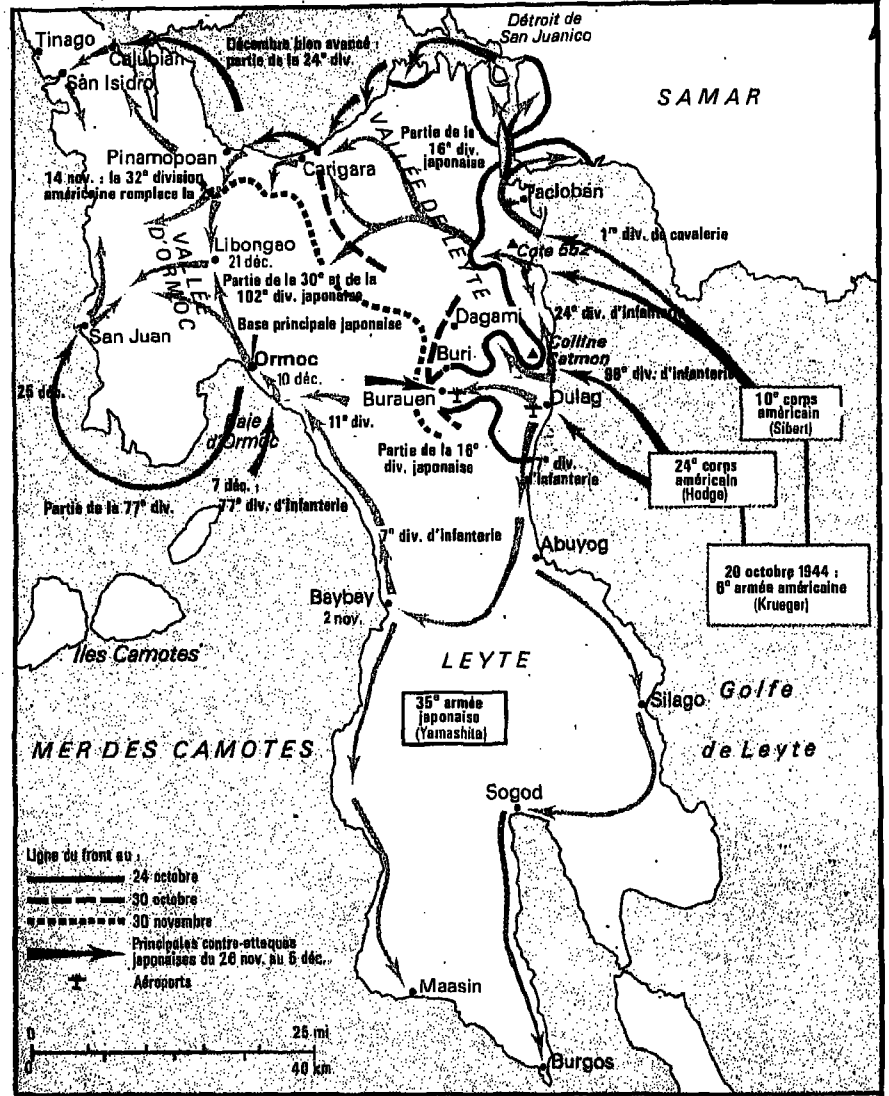 Détroit de
San Juanico
Tinago
Calubian
San Isidro
Décembre bien avancé :
partie de la 24e div.
SAMAR
VALLÉE DE LEYTE
Partie de la
16e div.
japonaise
Pinamopoan
Carigara
14 nov. : la 32e division
américaine remplace la
Tacloban
1re div. de cavalerie
Cote 552
VALLÉE
D'ORMOC
Libongao
21 déc.
Partie de la 30e et de la
102e div. japonaise
Dagami
24e div. d'infanterie
San Juan
Base principale japonaise
Buri
Colline
Catmon
Ormoc
10 déc.
96e div. d'infanterie
Burauen
Dulag
10e corps
américain
(Sibert)
25 déc.
Baie
d'Ormoc
11e div.
Partie de la 16e
div. japonaise
7e div.
d'infanterie
24e corps
américain
(Hodge)
Partie de la 77e div.
7 déc. :
77e div. d'infanterie
7e div. d'infanterie
Abuyog
20 octobre 1944 :
6e armée américaine
(Krueger)
Baybay
2 nov.
Iles Camotes
LEYTE
35e armée
japonaise
(Yamashita)
Silago
Golfe
de Leyte
MER DES CAMOTES
Sogod
Ligne du front au :
24 octobre
30 octobre
30 novembre
Principales contre-attaques
japonaises du 26 nov. au 6 déc.
Aéroports
Maasin
0 25 mi
0 40 km
Burgos